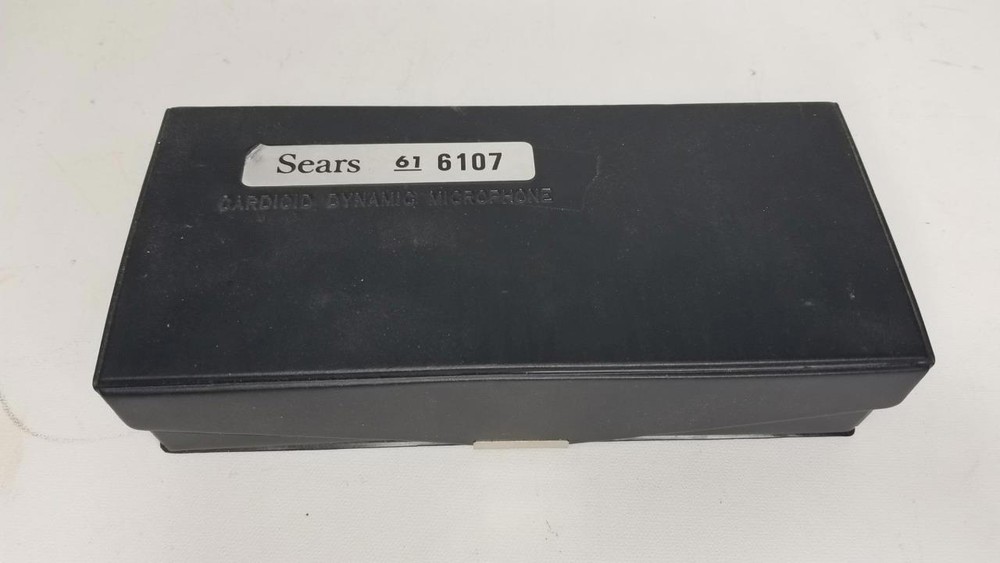 Sears 61 6107
CARDIOID DYNAMIC MICROPHONE